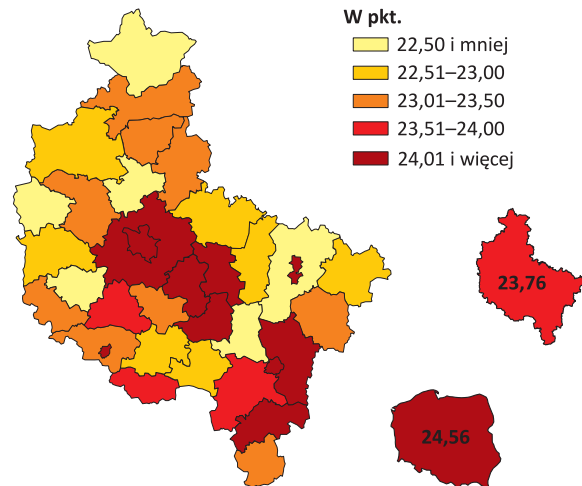 W pkt.
22,50 i mniej
22,51–23,00
23,01–23,50
23,51–24,00
24,01 i więcej
23,76
24,56